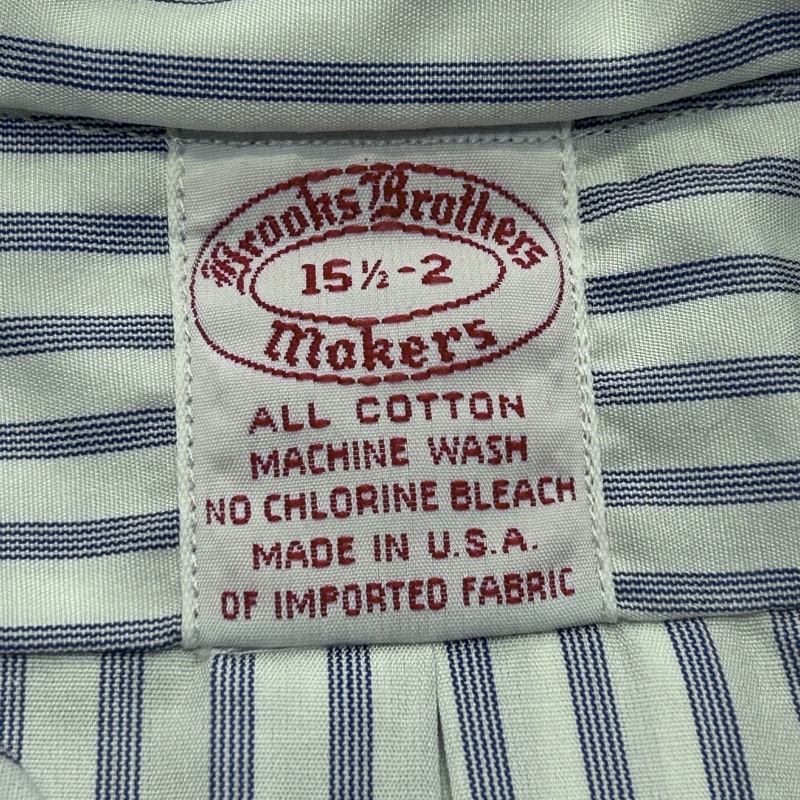 Brooks Brothers
15½-2
Makers
ALL COTTON
MACHINE WASH
NO CHLORINE BLEACH
MADE IN U.S.A.
OF IMPORTED FABRIC